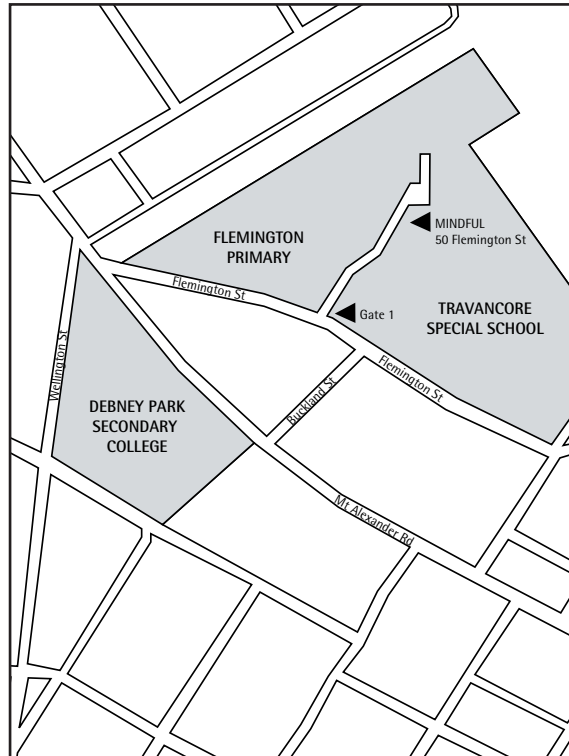 MINDFUL
50 Flemington St
FLEMINGTON
PRIMARY
Flemington St
Gate 1
TRAVANCORE
SPECIAL SCHOOL
Wellington St
Flemington St
Buckland St
DEBNEY PARK
SECONDARY
COLLEGE
Mt Alexander Rd